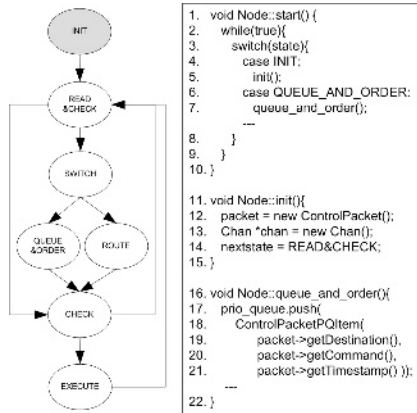 INIT
READ
&CHECK
SWITCH
QUEUE
&ORDER
ROUTE
CHECK
EXECUTE
1. void Node::start() {
2. while(true){
3. switch(state){
4. case INIT;
5. init();
6. case QUEUE_AND_ORDER:
7. queue_and_order();
---
8. }
9. }
10. }
11. void Node::init(){
12. packet = new ControlPacket();
13. Chan *chan = new Chan();
14. nextstate = READ&CHECK;
15. }
16. void Node::queue_and_order(){
17. prio_queue.push(
18. ControlPacketPQItem(
19. packet->getDestination(),
20. packet->getCommand(),
21. packet->getTimestamp() ));
---
22. }